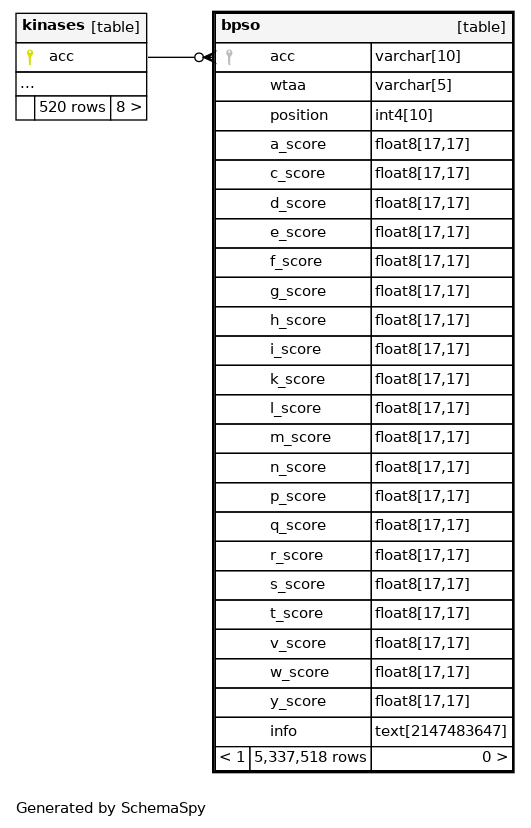 kinases [table]
acc
...
520 rows 8 >
bpso [table]
acc varchar[10]
wtaa varchar[5]
position int4[10]
a_score float8[17,17]
c_score float8[17,17]
d_score float8[17,17]
e_score float8[17,17]
f_score float8[17,17]
g_score float8[17,17]
h_score float8[17,17]
i_score float8[17,17]
k_score float8[17,17]
l_score float8[17,17]
m_score float8[17,17]
n_score float8[17,17]
p_score float8[17,17]
q_score float8[17,17]
r_score float8[17,17]
s_score float8[17,17]
t_score float8[17,17]
v_score float8[17,17]
w_score float8[17,17]
y_score float8[17,17]
info text[2147483647]
< 1 5,337,518 rows 0 >
Generated by SchemaSpy